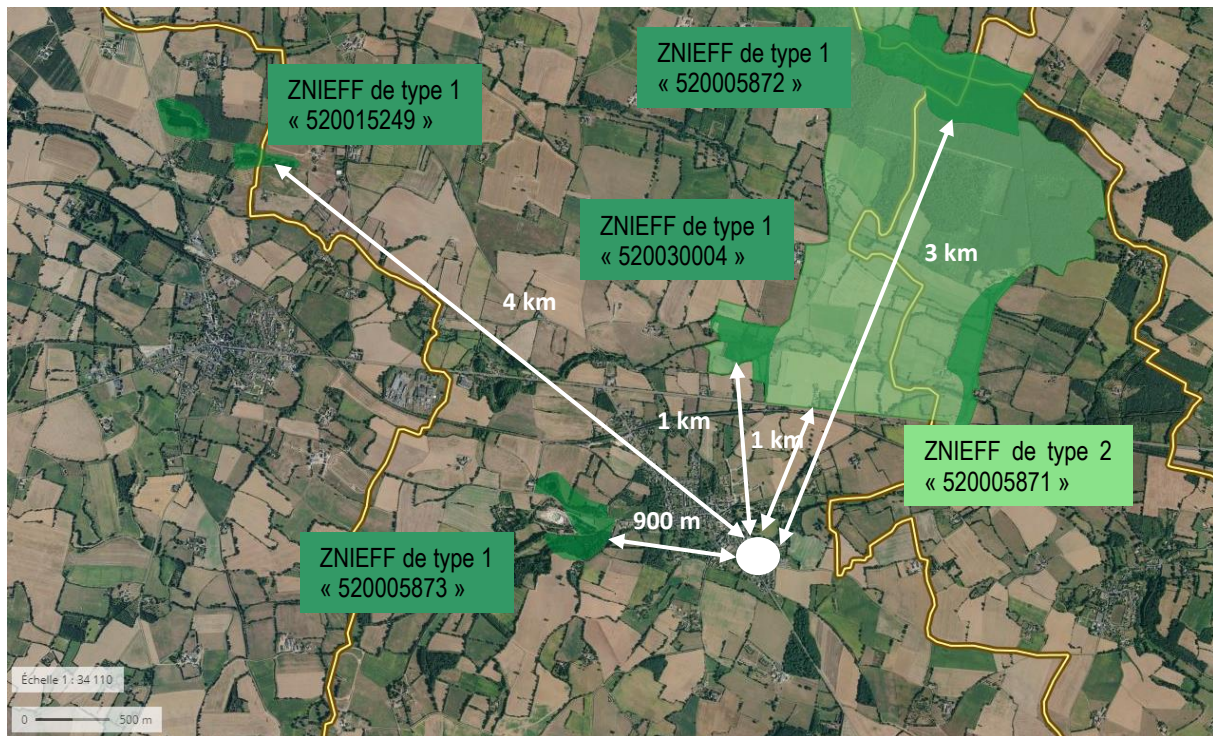 ZNIEFF de type 1
« 520005872 »
ZNIEFF de type 1
« 520015249 »
ZNIEFF de type 1
« 520030004 »
3 km
4 km
1 km
1 km
ZNIEFF de type 2
« 520005871 »
900 m
ZNIEFF de type 1
« 520005873 »
Échelle 1 : 34 110
0 500 m